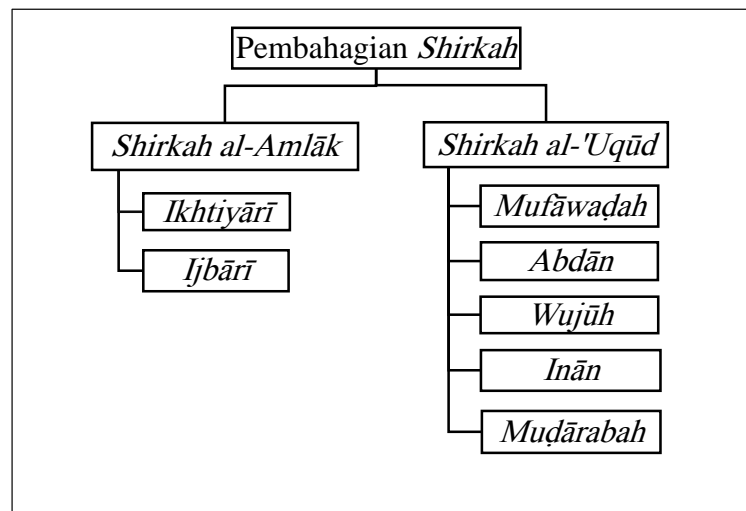 Pembahagian Shirkah
Shirkah al-Amlāk
Ikhtiyārī
Ijbārī
Shirkah al-'Uqūd
Mufāwaḍah
Abdān
Wujūh
Inān
Muḍārabah